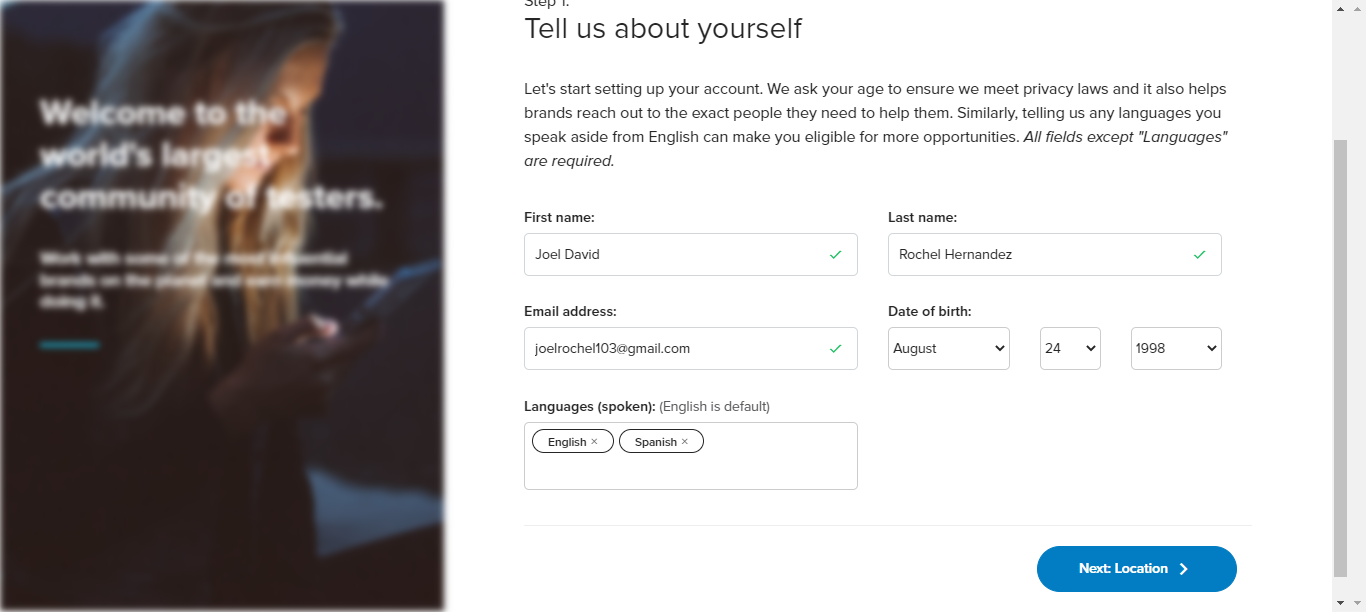 Welcome to the
world's largest
community of testers.
Work with some of the most influential
brands on the planet and earn money while
doing it.
Step 1:
Tell us about yourself
Let's start setting up your account. We ask your age to ensure we meet privacy laws and it also helps
brands reach out to the exact people they need to help them. Similarly, telling us any languages you
speak aside from English can make you eligible for more opportunities. All fields except "Languages"
are required.
First name:
Last name:
Joel David
Rochel Hernandez
Email address:
Date of birth:
joelrochel103@gmail.com
August
24
1998
Languages (spoken): (English is default)
English ×
Spanish ×
Next: Location